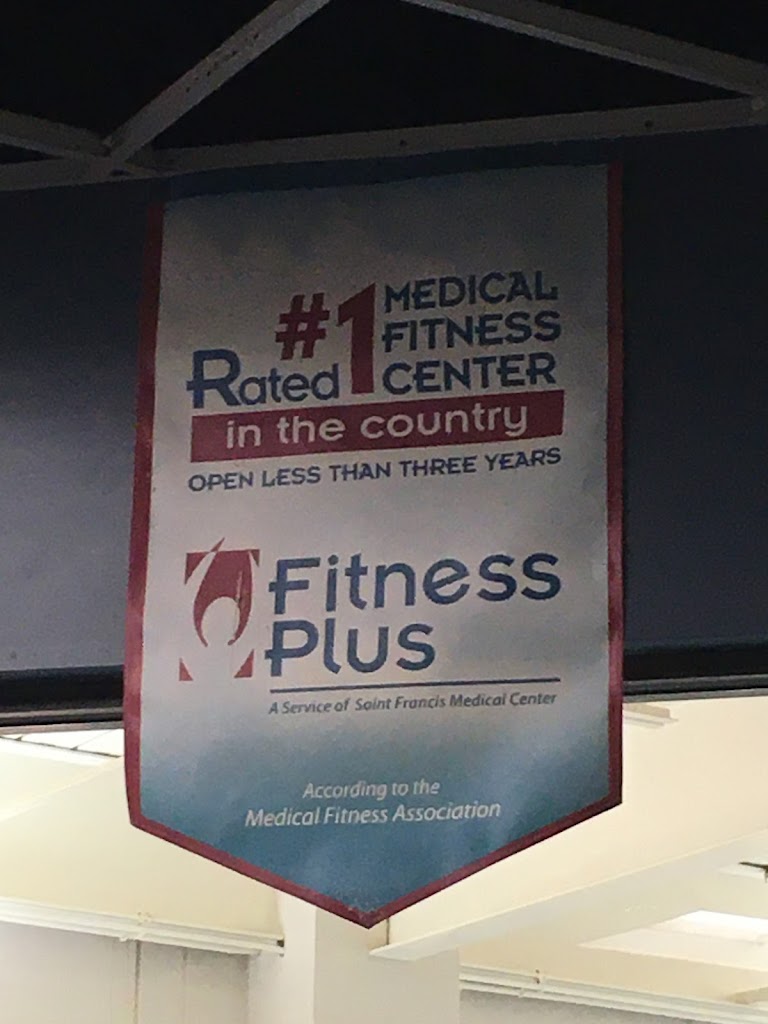 Rated #1 MEDICAL
FITNESS
CENTER
in the country
OPEN LESS THAN THREE YEARS
Fitness
Plus
A Service of Saint Francis Medical Center
According to the
Medical Fitness Association